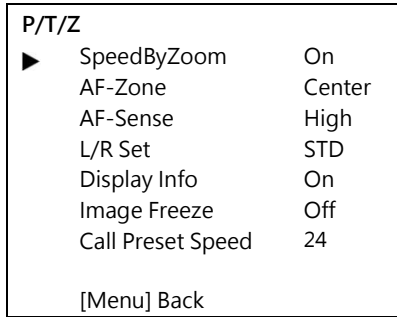 P/T/Z
▶ SpeedByZoom On
AF-Zone Center
AF-Sense High
L/R Set STD
Display Info On
Image Freeze Off
Call Preset Speed 24
[Menu] Back